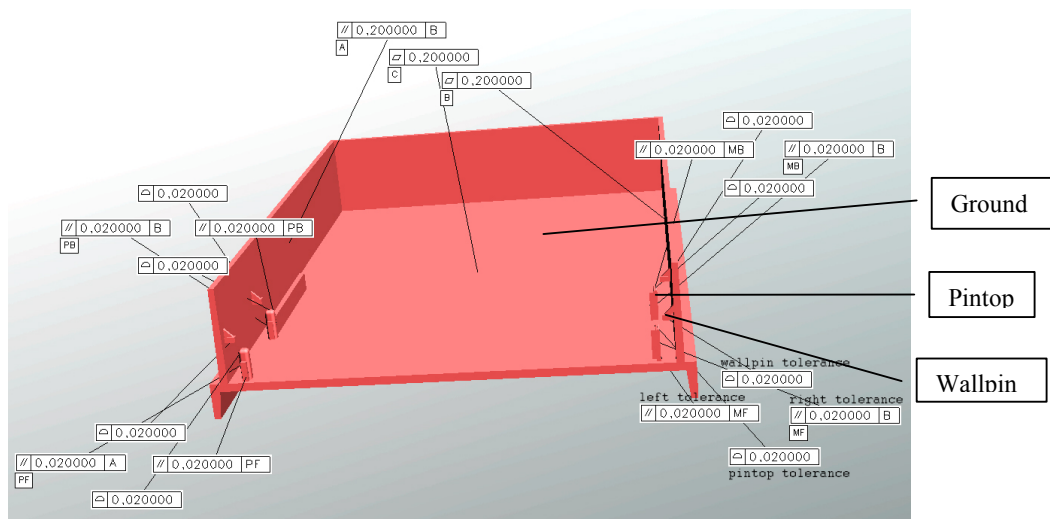 // 0,200000 B
A
⏥ 0,200000
C
⏥ 0,200000
B
⌓ 0,020000
// 0,020000 MB
// 0,020000 B
MB
⌓ 0,020000
⌓ 0,020000
// 0,020000 B
PB
// 0,020000 PB
⌓ 0,020000
Ground
Pintop
Wallpin
wallpin tolerance
⌓ 0,020000
left tolerance
right tolerance
// 0,020000 MF
// 0,020000 B
MF
⌓ 0,020000
// 0,020000 A
PF
// 0,020000 PF
⌓ 0,020000
⌓ 0,020000
pintop tolerance